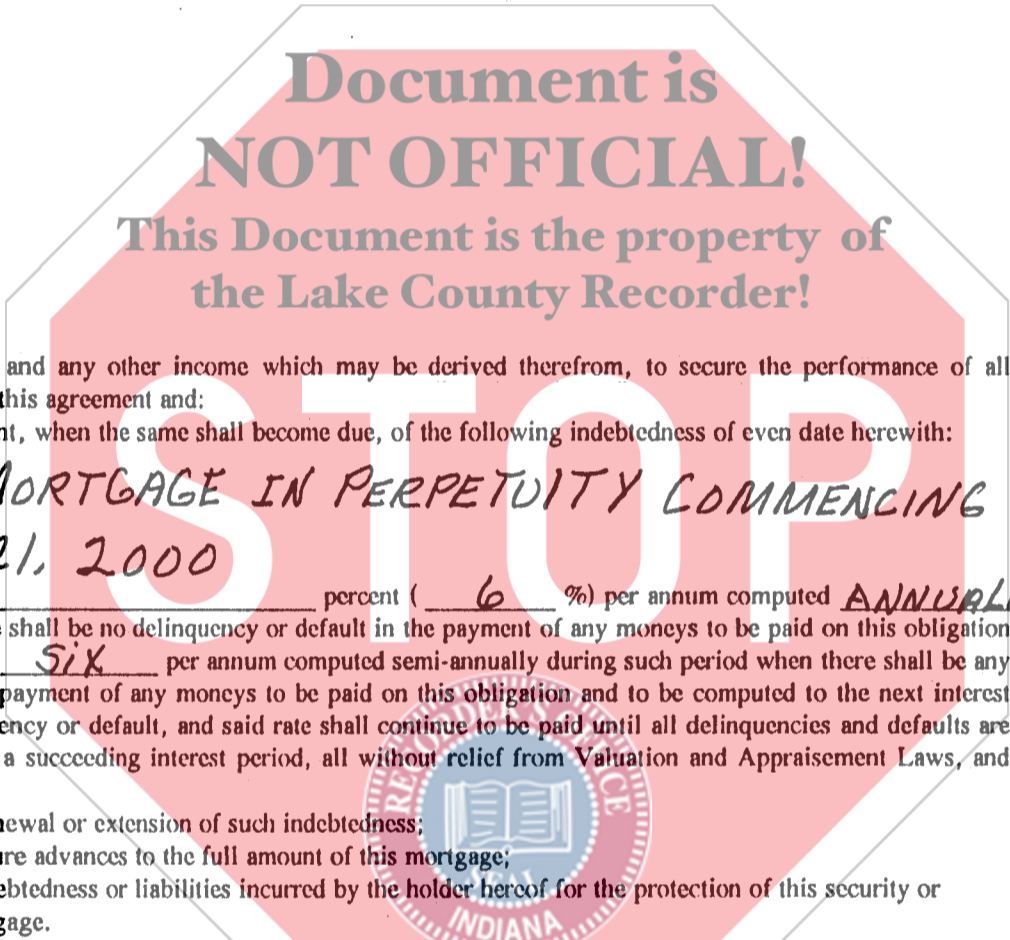 Document is
NOT OFFICIAL!
This Document is the property of
the Lake County Recorder!
STOP
and any other income which may be derived therefrom, to secure the performance of all
this agreement and:
nt, when the same shall become due, of the following indebtedness of even date herewith:
MORTGAGE IN PERPETUITY COMMENCING
21, 2000
percent ( 6 %) per annum computed ANNUAL
shall be no delinquency or default in the payment of any moneys to be paid on this obligation
SiX per annum computed semi-annually during such period when there shall be any
payment of any moneys to be paid on this obligation and to be computed to the next interest
ency or default, and said rate shall continue to be paid until all delinquencies and defaults are
a succeeding interest period, all without relief from Valuation and Appraisement Laws, and
newal or extension of such indebtedness;
ure advances to the full amount of this mortgage;
ebtedness or liabilities incurred by the holder hereof for the protection of this security or
gage.
RECORDER'S OFFICE
SEAL
INDIANA